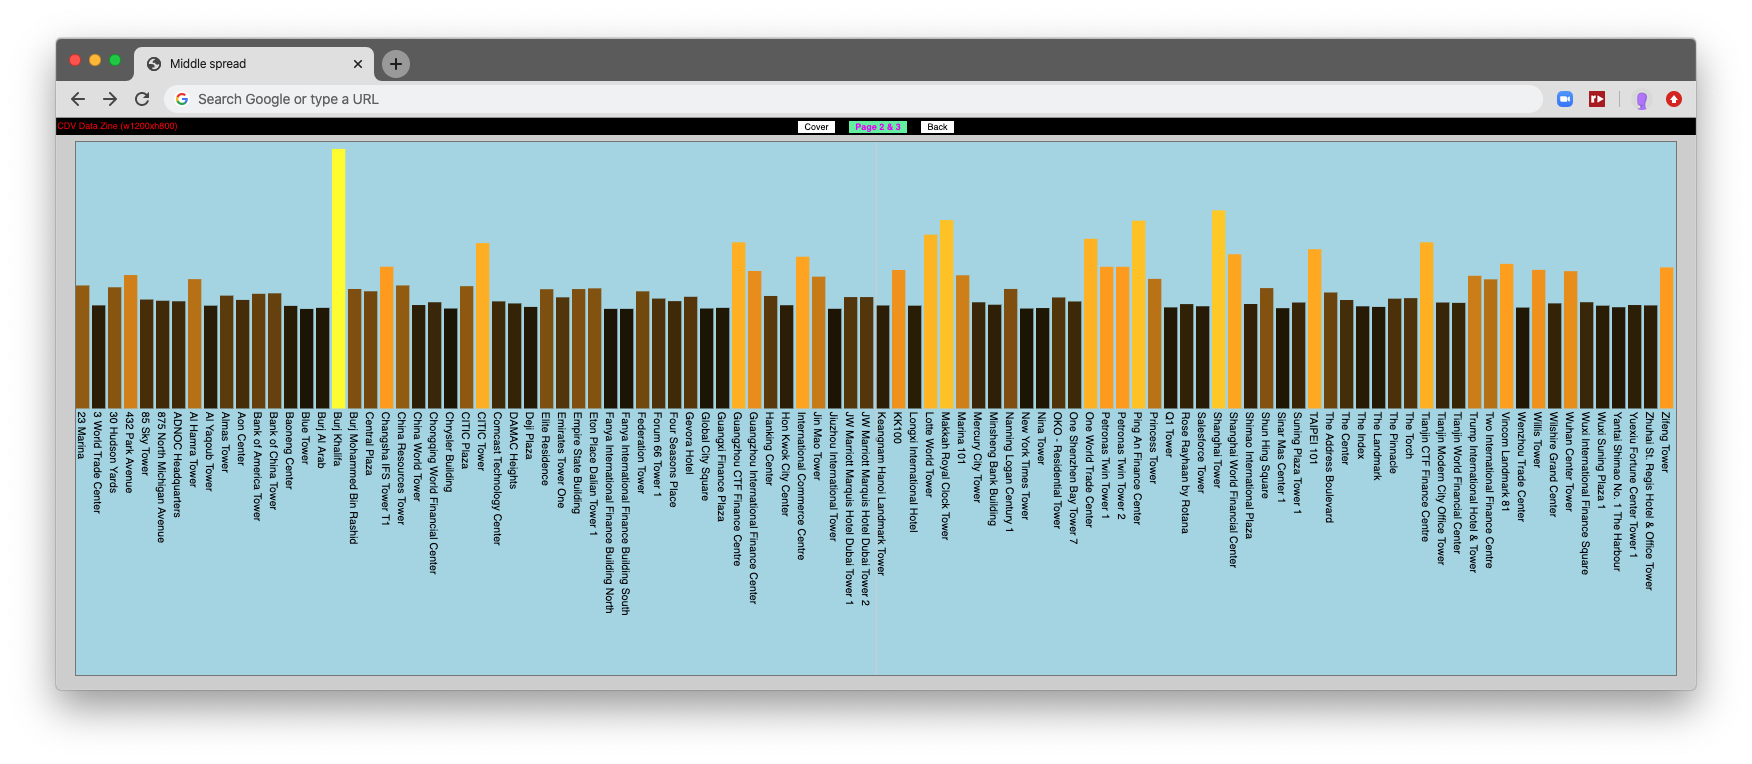 Middle spread
Search Google or type a URL
CDV Data Zine (w1200xh800)
Cover
Page 2 & 3
Back
23 Marina
3 World Trade Center
30 Hudson Yards
432 Park Avenue
85 Sky Tower
875 North Michigan Avenue
ADNOC Headquarters
Al Hamra Tower
Al Yaqoub Tower
Almas Tower
Aon Center
Bank of America Tower
Bank of China Tower
Baoneng Center
Blue Tower
Burj Al Arab
Burj Khalifa
Burj Mohammed Bin Rashid
Central Plaza
Changsha IFS Tower T1
China Resources Tower
China World Tower
Chongqing World Financial Center
Chrysler Building
CITIC Plaza
CITIC Tower
Comcast Technology Center
DAMAC Heights
Deji Plaza
Elite Residence
Emirates Tower One
Empire State Building
Eton Place Dalian Tower 1
Fanya International Finance Building North
Fanya International Finance Building South
Federation Tower
Forum 66 Tower 1
Four Seasons Place
Gevora Hotel
Global City Square
Guangxi Finance Plaza
Guangzhou CTF Finance Centre
Guangzhou International Finance Center
Hanking Center
Hon Kwok City Center
International Commerce Centre
Jin Mao Tower
Jiuzhou International Tower
JW Marriott Marquis Hotel Dubai Tower 1
JW Marriott Marquis Hotel Dubai Tower 2
Keangnam Hanoi Landmark Tower
KK100
Longxi International Hotel
Lotte World Tower
Makkah Royal Clock Tower
Marina 101
Mercury City Tower
Minsheng Bank Building
Nanning Logan Century 1
New York Times Tower
Nina Tower
OKO - Residential Tower
One Shenzhen Bay Tower 7
One World Trade Center
Petronas Twin Tower 1
Petronas Twin Tower 2
Ping An Finance Center
Princess Tower
Q1 Tower
Rose Rayhaan by Rotana
Salesforce Tower
Shanghai Tower
Shanghai World Financial Center
Shimao International Plaza
Shun Hing Square
Sinar Mas Center 1
Suning Plaza Tower 1
TAIPEI 101
The Address Boulevard
The Center
The Index
The Landmark
The Pinnacle
The Torch
Tianjin CTF Finance Centre
Tianjin Modern City Office Tower
Tianjin World Financial Center
Trump International Hotel & Tower
Two International Finance Centre
Vincom Landmark 81
Wenzhou Trade Center
Willis Tower
Wilshire Grand Center
Wuhan Center Tower
Wuxi International Finance Square
Wuxi Suning Plaza 1
Yantai Shimao No. 1 The Harbour
Yuexiu Fortune Center Tower 1
Zhuhai St. Regis Hotel & Office Tower
Zifeng Tower